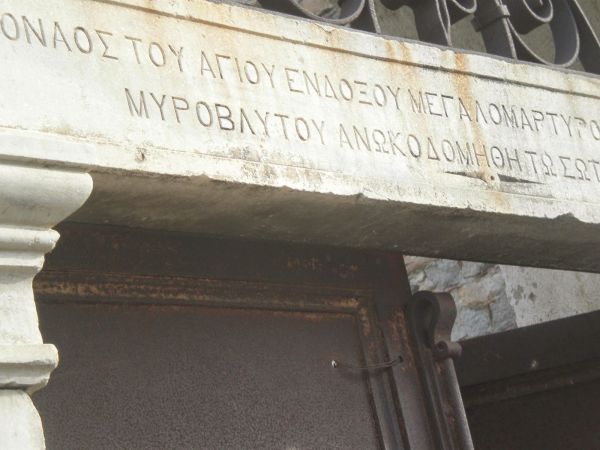 ΟΝΑΟΣ ΤΟΥ ΑΓΙΟΥ ΕΝΔΟΞΟΥ ΜΕΓΑΛΟΜΑΡΤΥΡΟ
ΜΥΡΟΒΛΥΤΟΥ ΑΝΩΚΟΔΟΜΗΘΗ ΤΩ ΣΩΤ